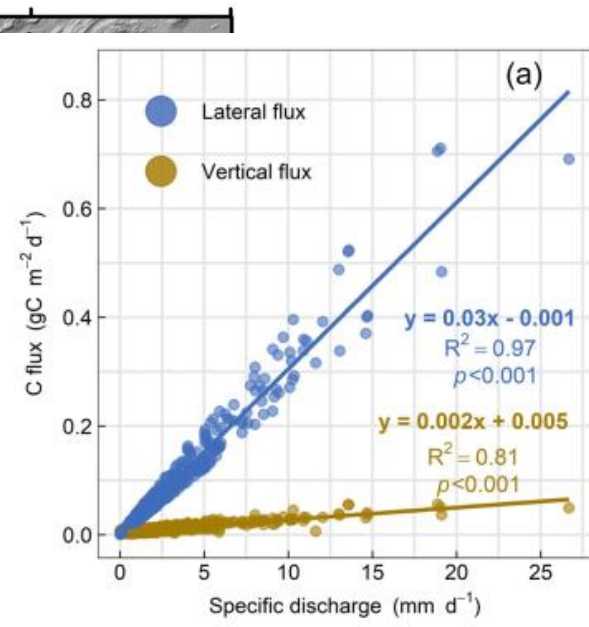 (a)
Lateral flux
Vertical flux
0.8
0.6
0.4
0.2
0.0
C flux (gC m⁻² d⁻¹)
y = 0.03x - 0.001
R² = 0.97
p<0.001
y = 0.002x + 0.005
R² = 0.81
p<0.001
0 5 10 15 20 25
Specific discharge (mm d⁻¹)